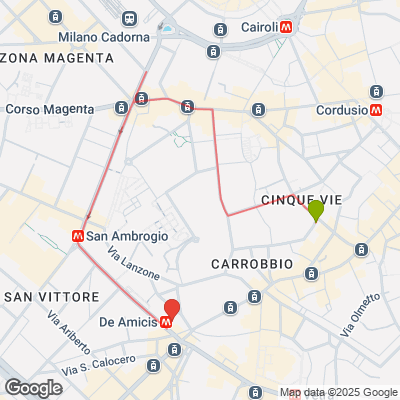 Milano Cadorna
Cairoli
ZONA MAGENTA
Corso Magenta
Cordusio
CINQUE VIE
San Ambrogio
Via Lanzone
CARROBBIO
SAN VITTORE
De Amicis
Via Olmetto
Via Ariberto
Via S. Calocero
Google
Map data ©2025 Google